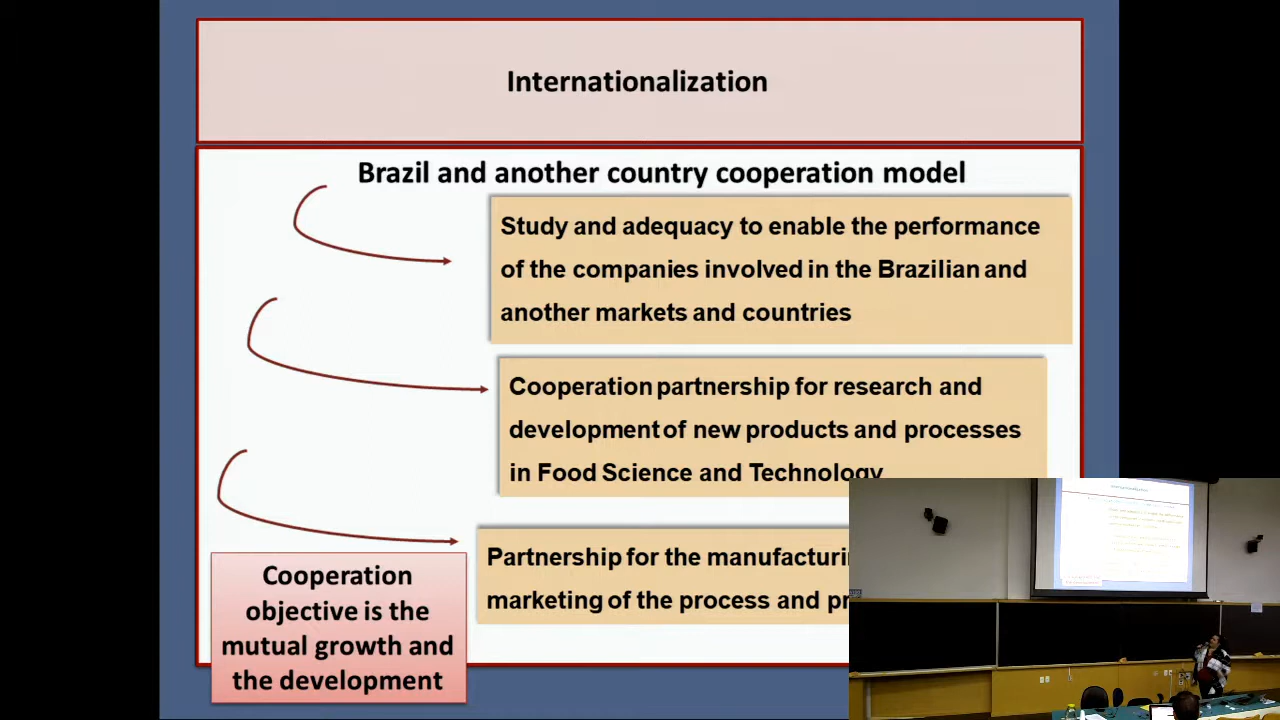 Internationalization
Brazil and another country cooperation model
Study and adequacy to enable the performance
of the companies involved in the Brazilian and
another markets and countries
Cooperation partnership for research and
development of new products and processes
in Food Science and Technology
Partnership for the
marketing of the process and
Cooperation
objective is the
mutual growth and
the development